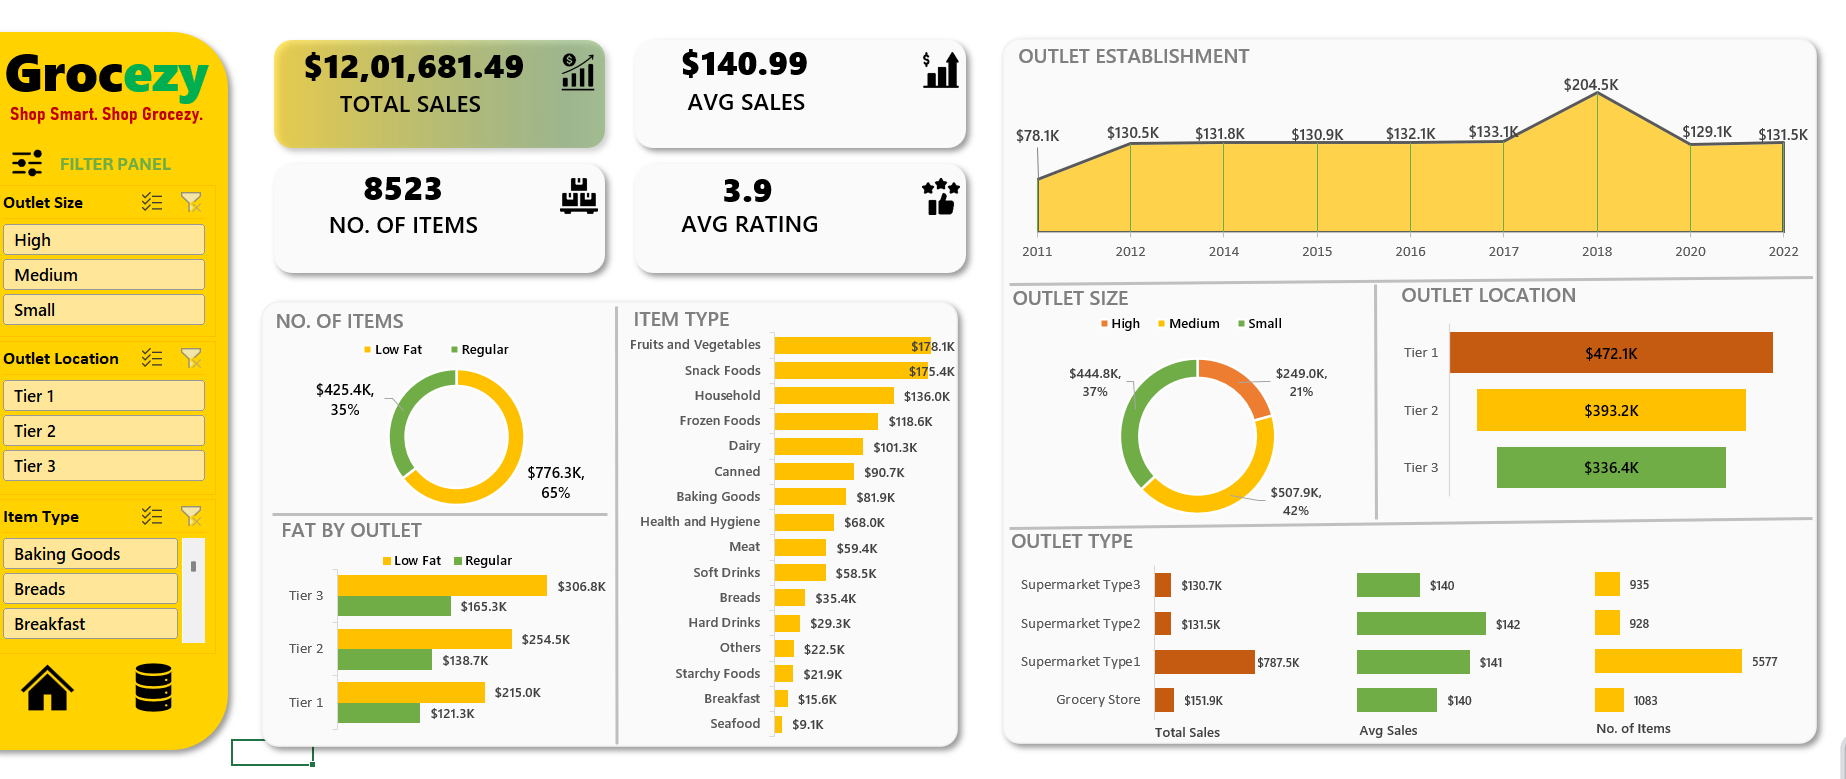 Grocezy
Shop Smart. Shop Grocezy.
FILTER PANEL
Outlet Size
High
Medium
Small
Outlet Location
Tier 1
Tier 2
Tier 3
Item Type
Baking Goods
Breads
Breakfast
$12,01,681.49
TOTAL SALES
$140.99
AVG SALES
8523
NO. OF ITEMS
3.9
AVG RATING
NO. OF ITEMS
Low Fat Regular
$425.4K,
35%
$776.3K,
65%
FAT BY OUTLET
Low Fat Regular
Tier 3 $306.8K
$165.3K
Tier 2 $254.5K
$138.7K
Tier 1 $215.0K
$121.3K
ITEM TYPE
Fruits and Vegetables $178.1K
Snack Foods $175.4K
Household $136.0K
Frozen Foods $118.6K
Dairy $101.3K
Canned $90.7K
Baking Goods $81.9K
Health and Hygiene $68.0K
Meat $59.4K
Soft Drinks $58.5K
Breads $35.4K
Hard Drinks $29.3K
Others $22.5K
Starchy Foods $21.9K
Breakfast $15.6K
Seafood $9.1K
OUTLET ESTABLISHMENT
$78.1K $130.5K $131.8K $130.9K $132.1K $133.1K $204.5K $129.1K $131.5K
2011 2012 2014 2015 2016 2017 2018 2020 2022
OUTLET SIZE
High Medium Small
$444.8K,
37%
$249.0K,
21%
$507.9K,
42%
OUTLET LOCATION
Tier 1 $472.1K
Tier 2 $393.2K
Tier 3 $336.4K
OUTLET TYPE
Supermarket Type3 $130.7K $140 935
Supermarket Type2 $131.5K $142 928
Supermarket Type1 $787.5K $141 5577
Grocery Store $151.9K $140 1083
Total Sales Avg Sales No. of Items